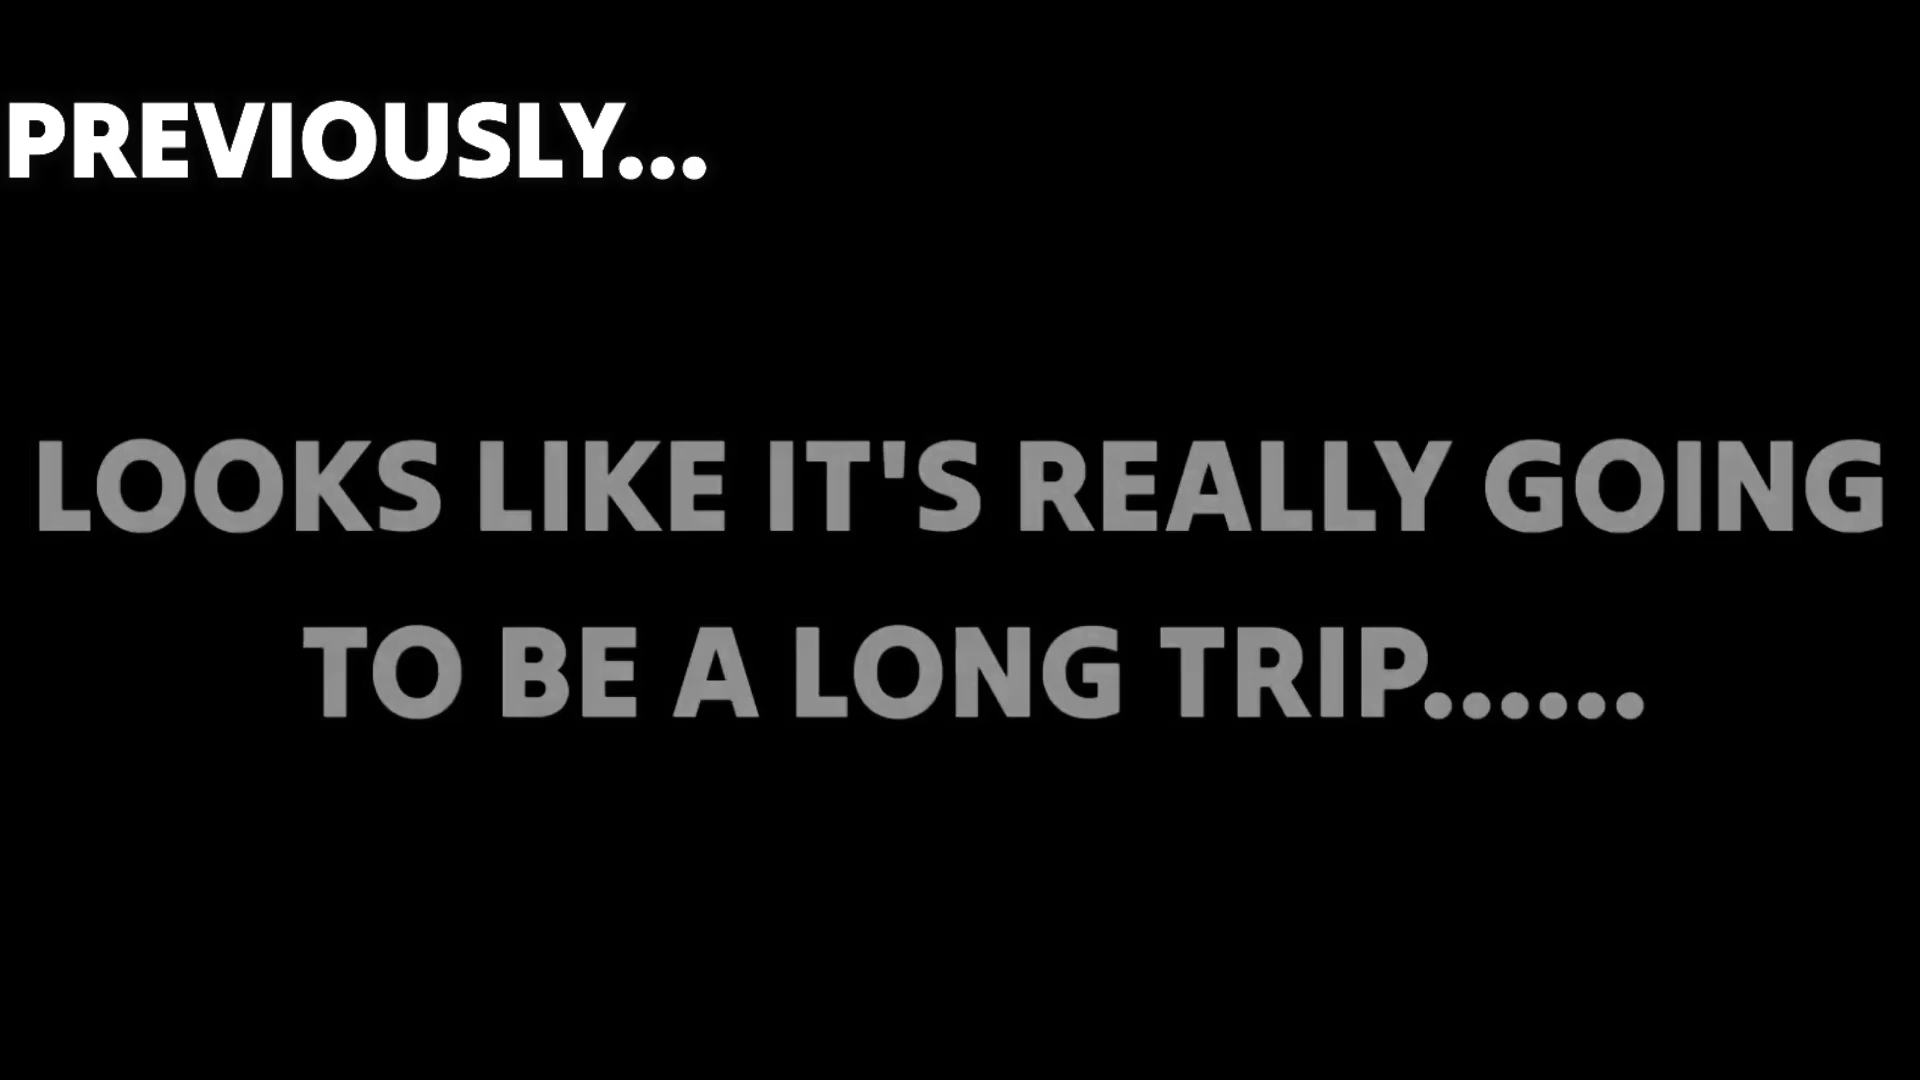 PREVIOUSLY...
LOOKS LIKE IT'S REALLY GOING
TO BE A LONG TRIP......